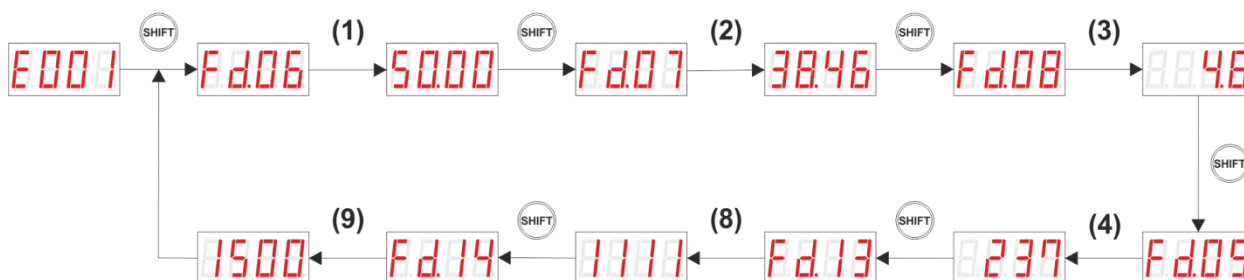 SHIFT (1) SHIFT (2) SHIFT (3)
E001 Fd.06 50.00 Fd.07 38.46 Fd.08
SHIFT
(9) SHIFT (8) SHIFT (4)
1500 Fd.14 1111 Fd.13 237